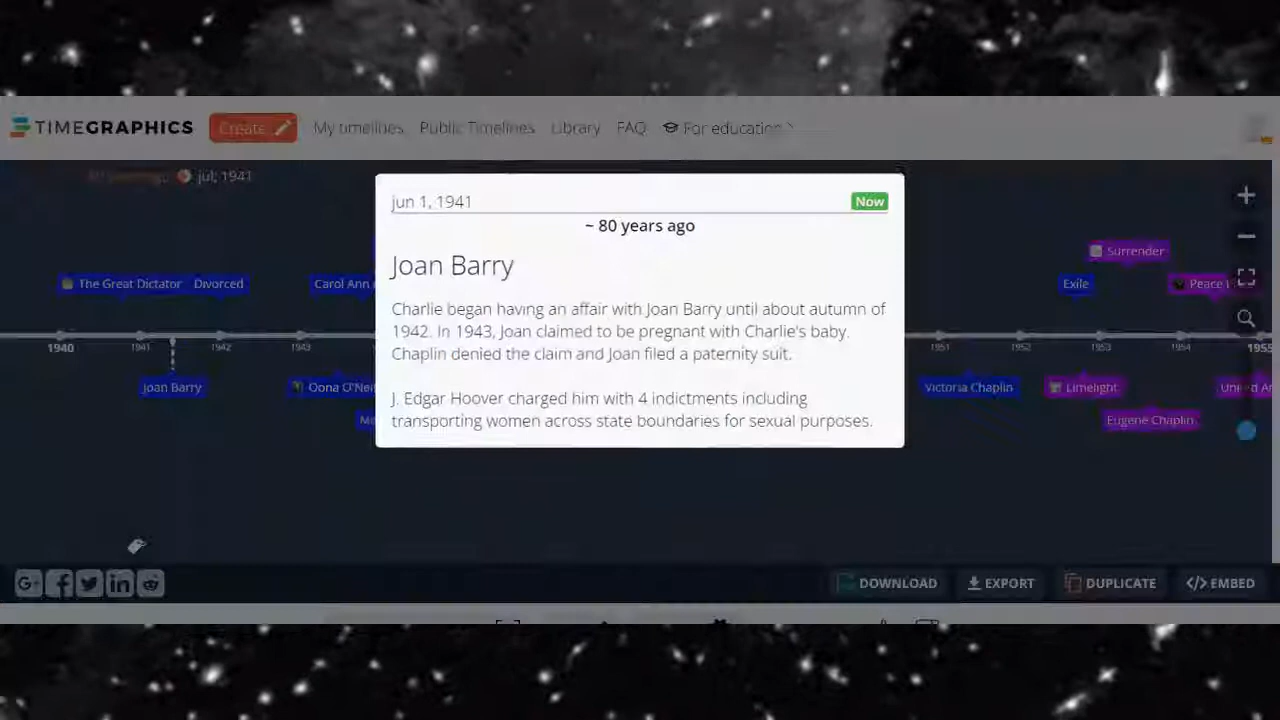 TIMEGRAPHICS Create My timelines Public Timelines Library FAQ For education
jul, 1941
jun 1, 1941 Now
~ 80 years ago
Joan Barry
Charlie began having an affair with Joan Barry until about autumn of
1942. In 1943, Joan claimed to be pregnant with Charlie's baby.
Chaplin denied the claim and Joan filed a paternity suit.
J. Edgar Hoover charged him with 4 indictments including
transporting women across state boundaries for sexual purposes.
Surrender
The Great Dictator Divorced Carol Ann Exile Peace
1940 1941 1942 1943 1951 1952 1953 1954 1955
Joan Barry Oona O'Nei Victoria Chaplin Limelight
Eugene Chaplin
G+ f in
DOWNLOAD EXPORT DUPLICATE </> EMBED